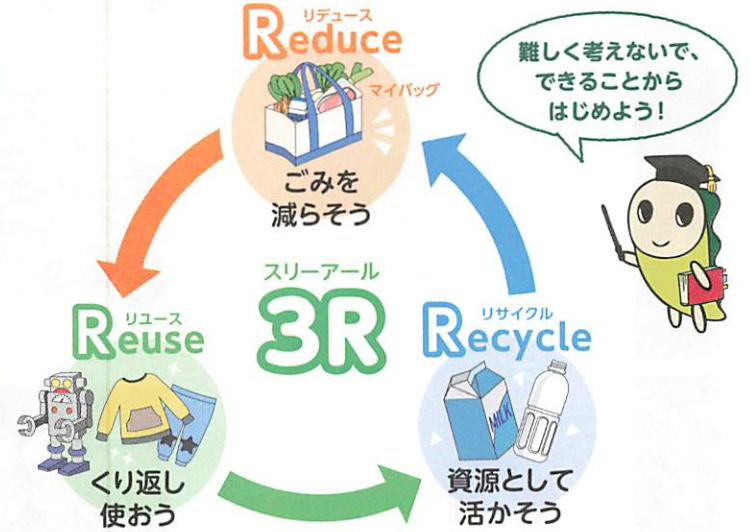 リデュース
Reduce
マイバッグ
ごみを
減らそう
難しく考えないで、
できることから
はじめよう！
スリーアール
3R
リユース
Reuse
くり返し
使おう
リサイクル
Recycle
MILK
資源として
活かそう